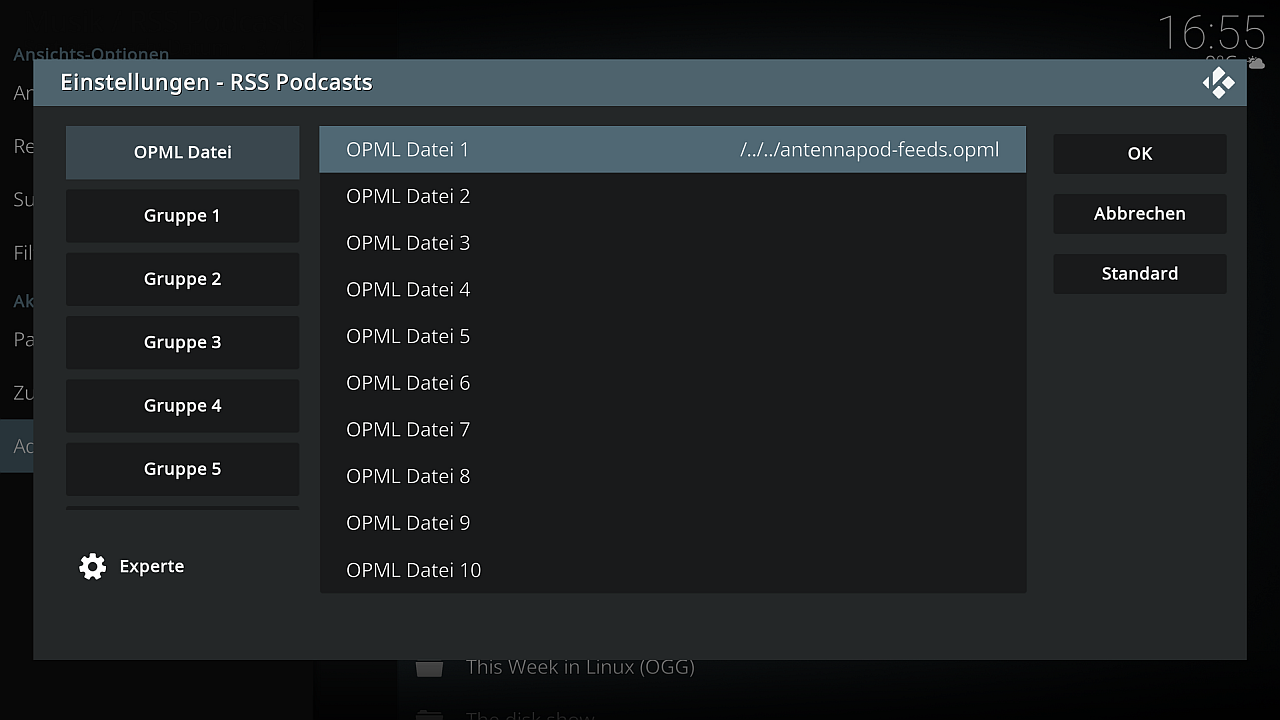 16:55
Ansichts-Optionen
Einstellungen - RSS Podcasts
OPML Datei
Gruppe 1
Gruppe 2
Gruppe 3
Gruppe 4
Gruppe 5
Experte
OPML Datei 1 /../../antennapod-feeds.opml
OPML Datei 2
OPML Datei 3
OPML Datei 4
OPML Datei 5
OPML Datei 6
OPML Datei 7
OPML Datei 8
OPML Datei 9
OPML Datei 10
OK
Abbrechen
Standard
This Week in Linux (OGG)
The disk show